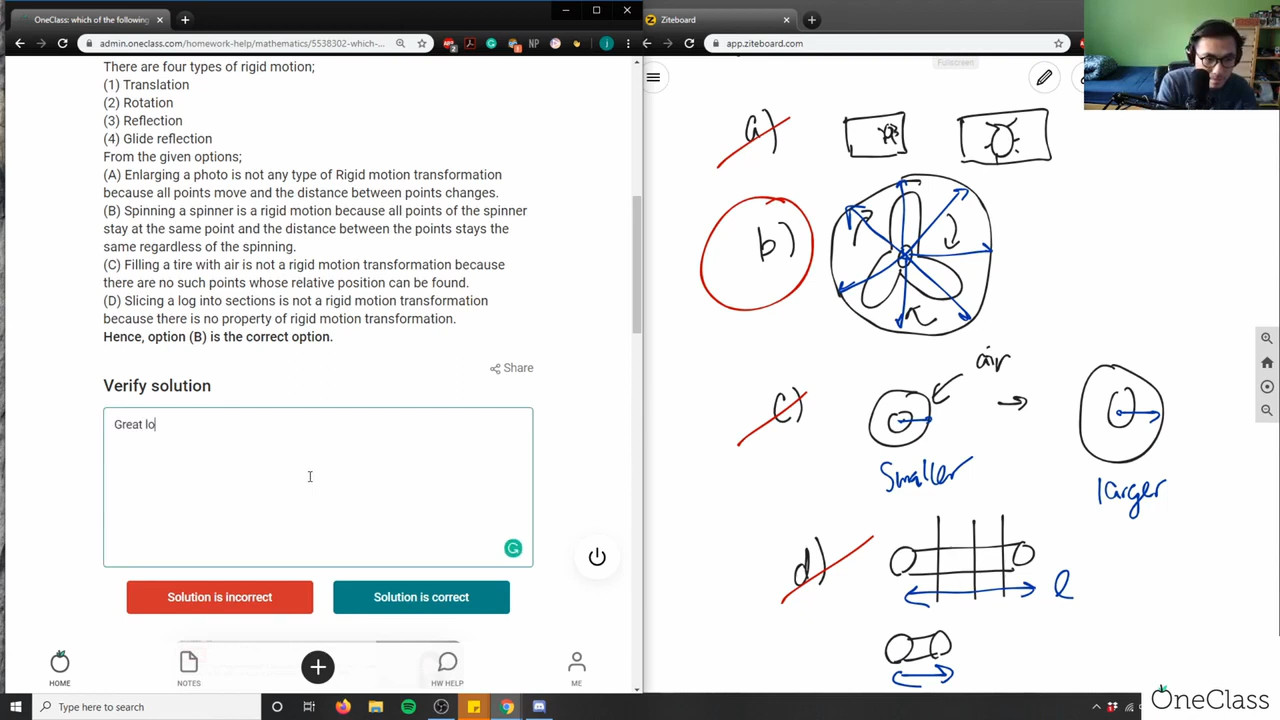 OneClass: which of the following
Ziteboard
admin.oneclass.com/homework-help/mathematics/5538302-which-...
app.ziteboard.com
Fullscreen
There are four types of rigid motion;
(1) Translation
(2) Rotation
(3) Reflection
(4) Glide reflection
From the given options;
(A) Enlarging a photo is not any type of Rigid motion transformation
because all points move and the distance between points changes.
(B) Spinning a spinner is a rigid motion because all points of the spinner
stay at the same point and the distance between the points stays the
same regardless of the spinning.
(C) Filling a tire with air is not a rigid motion transformation because
there are no such points whose relative position can be found.
(D) Slicing a log into sections is not a rigid motion transformation
because there is no property of rigid motion transformation.
Hence, option (B) is the correct option.
Share
Verify solution
Great lo
Solution is incorrect
Solution is correct
HOME
NOTES
HW HELP
ME
Type here to search
a)
b)
c)
air
Smaller
larger
d)
l
OneClass